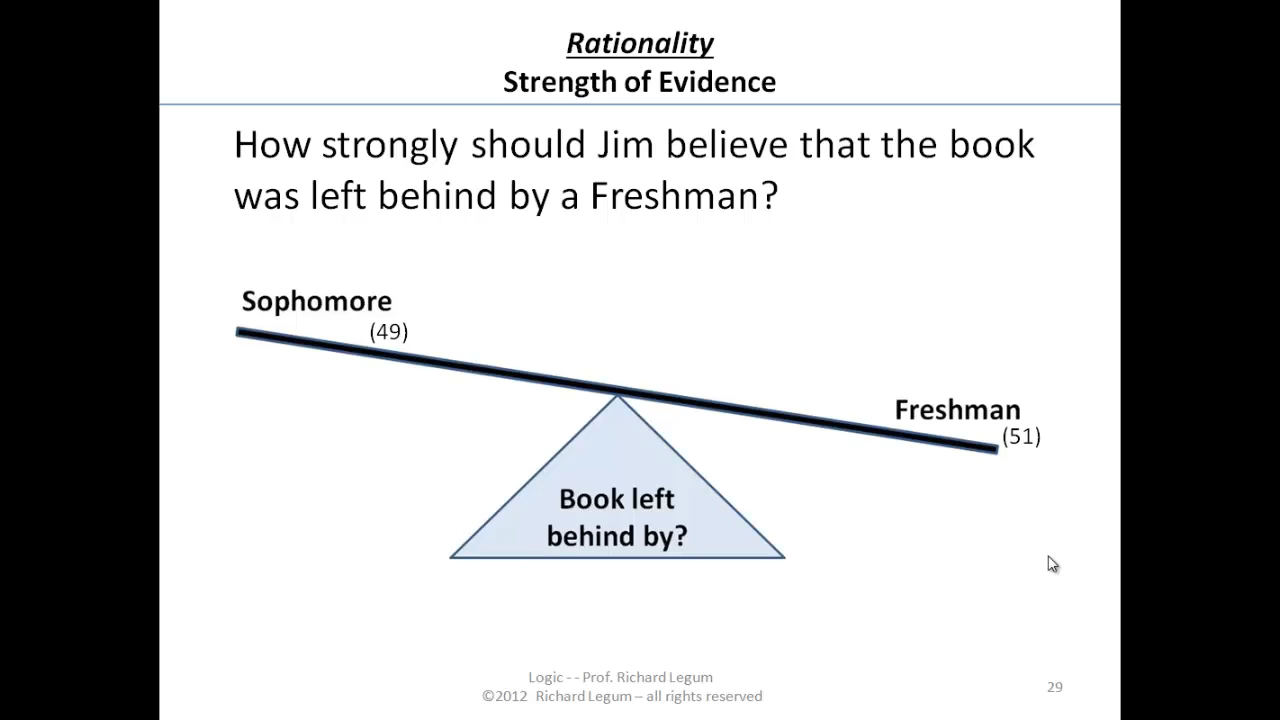 Rationality
Strength of Evidence
How strongly should Jim believe that the book
was left behind by a Freshman?
Sophomore
(49)
Freshman
(51)
Book left
behind by?
Logic - - Prof. Richard Legum
©2012 Richard Legum – all rights reserved
29